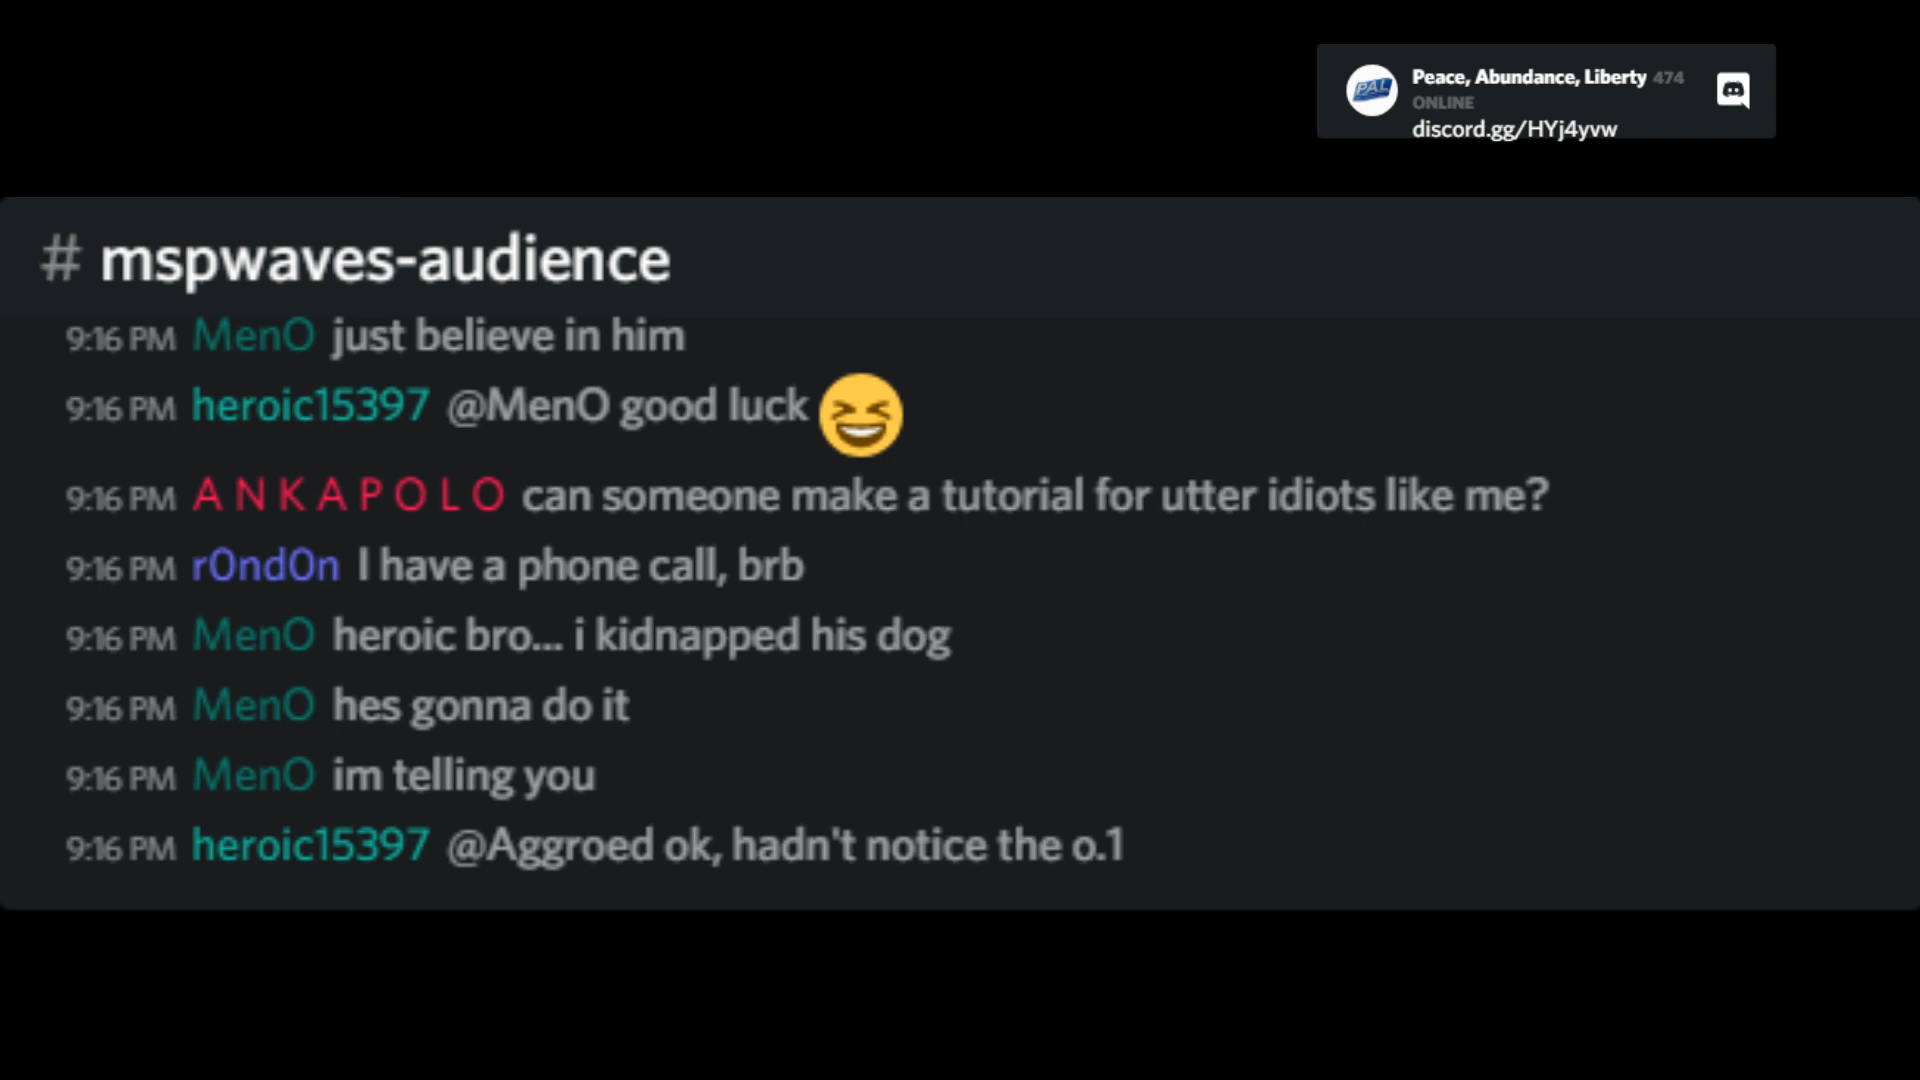 PAL
Peace, Abundance, Liberty 474
ONLINE
discord.gg/HYj4yvw
# mspwaves-audience
9:16 PM MenO just believe in him
9:16 PM heroic15397 @MenO good luck 😆
9:16 PM A N K A P O L O can someone make a tutorial for utter idiots like me?
9:16 PM r0nd0n I have a phone call, brb
9:16 PM MenO heroic bro... i kidnapped his dog
9:16 PM MenO hes gonna do it
9:16 PM MenO im telling you
9:16 PM heroic15397 @Aggroed ok, hadn't notice the o.1